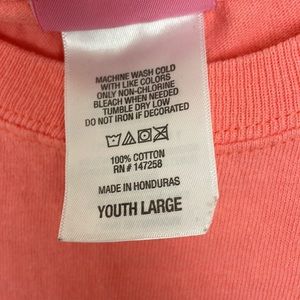 MACHINE WASH COLD
WITH LIKE COLORS
ONLY NON-CHLORINE
BLEACH WHEN NEEDED
TUMBLE DRY LOW
DO NOT IRON IF DECORATED
100% COTTON
RN# 147258
MADE IN HONDURAS
YOUTH LARGE